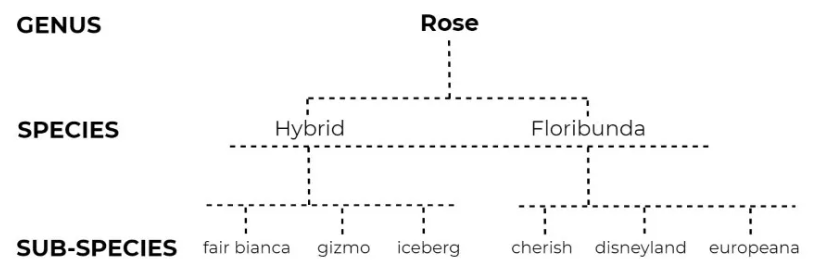 GENUS Rose
SPECIES Hybrid Floribunda
SUB-SPECIES fair bianca gizmo iceberg cherish disneyland europeana